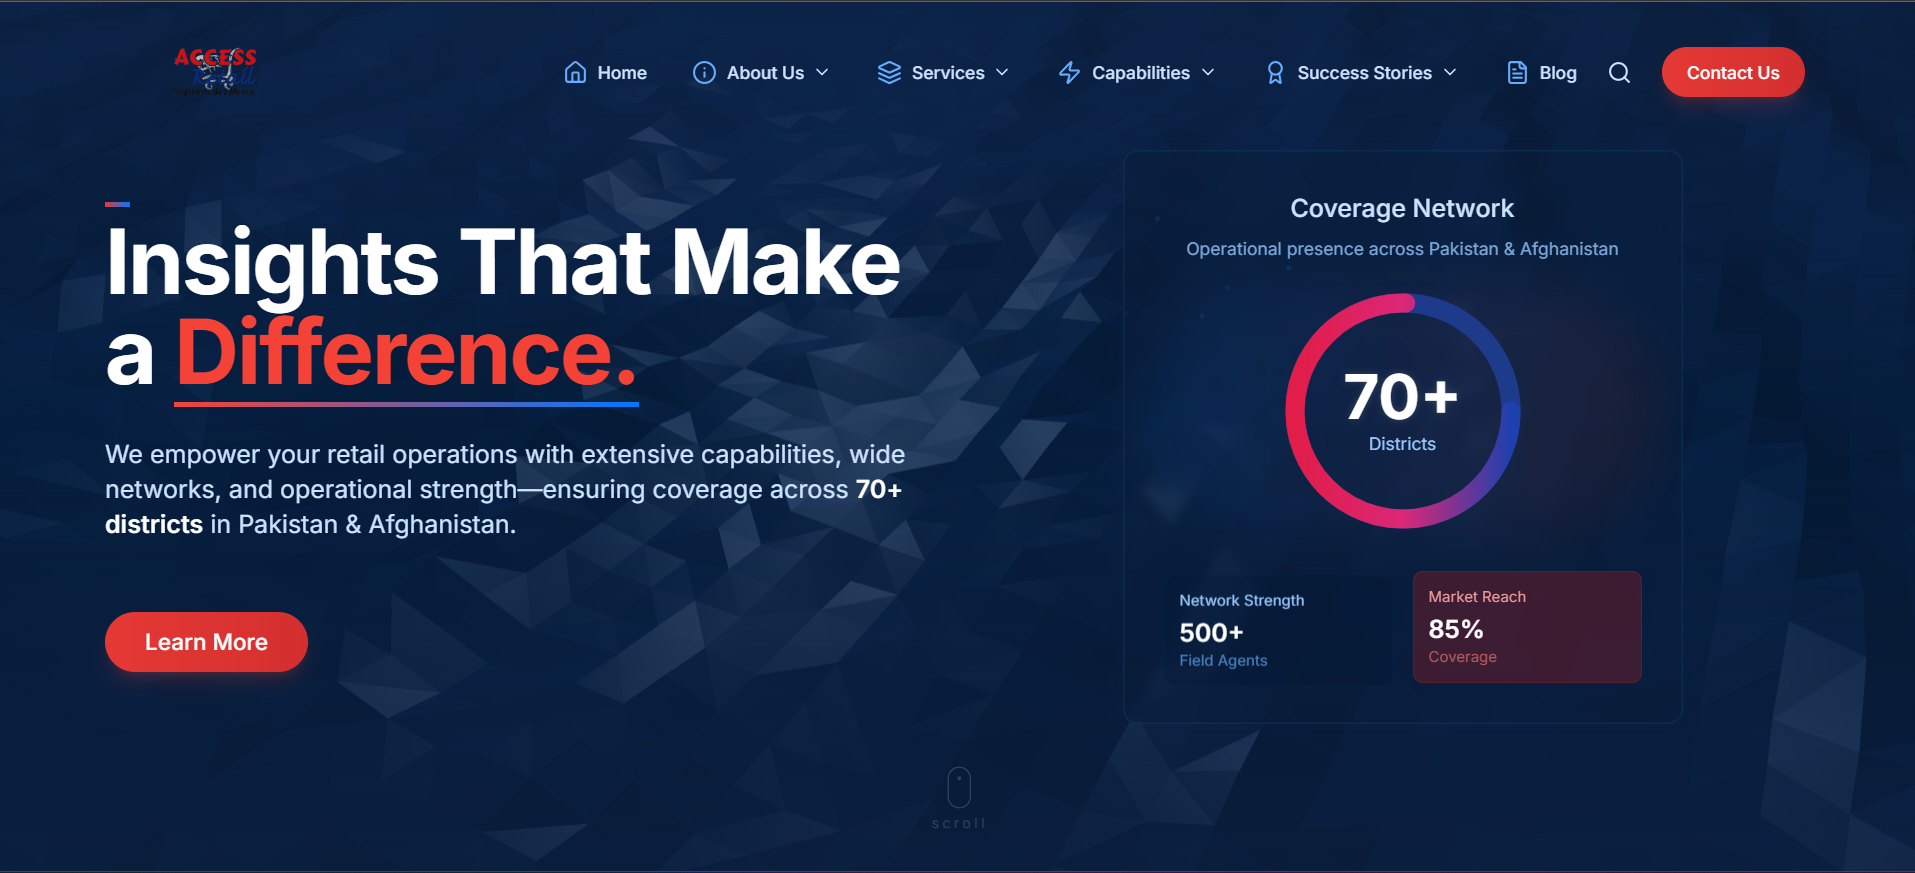 ACCESS
Retail
Home
About Us
Services
Capabilities
Success Stories
Blog
Contact Us
Insights That Make
a Difference.
We empower your retail operations with extensive capabilities, wide
networks, and operational strength—ensuring coverage across 70+
districts in Pakistan & Afghanistan.
Learn More
Coverage Network
Operational presence across Pakistan & Afghanistan
70+
Districts
Network Strength
500+
Field Agents
Market Reach
85%
Coverage
scroll